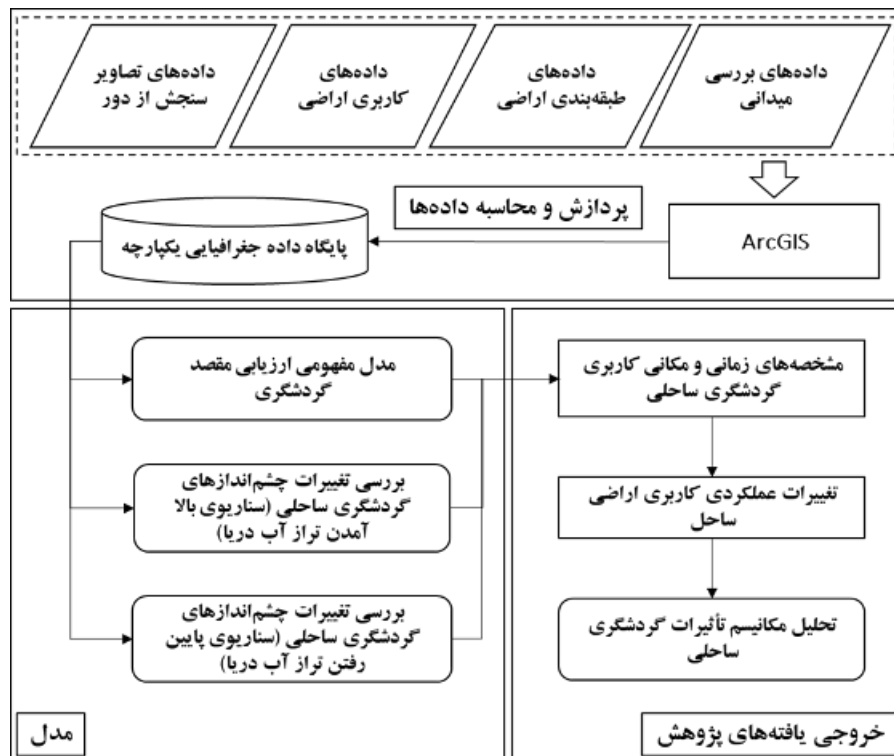 داده‌های بررسی
میدانی
داده‌های
طبقه‌بندی اراضی
داده‌های
کاربری اراضی
داده‌های تصاویر
سنجش از دور
ArcGIS
پردازش و محاسبه داده‌ها
پایگاه داده جغرافیایی یکپارچه
مدل مفهومی ارزیابی مقصد
گردشگری
بررسی تغییرات چشم‌اندازهای
گردشگری ساحلی (سناریوی بالا
آمدن تراز آب دریا)
بررسی تغییرات چشم‌اندازهای
گردشگری ساحلی (سناریوی پایین
رفتن تراز آب دریا)
مدل
مشخصه‌های زمانی و مکانی کاربری
گردشگری ساحلی
تغییرات عملکردی کاربری اراضی
ساحل
تحلیل مکانیسم تأثیرات گردشگری
ساحلی
خروجی یافته‌های پژوهش